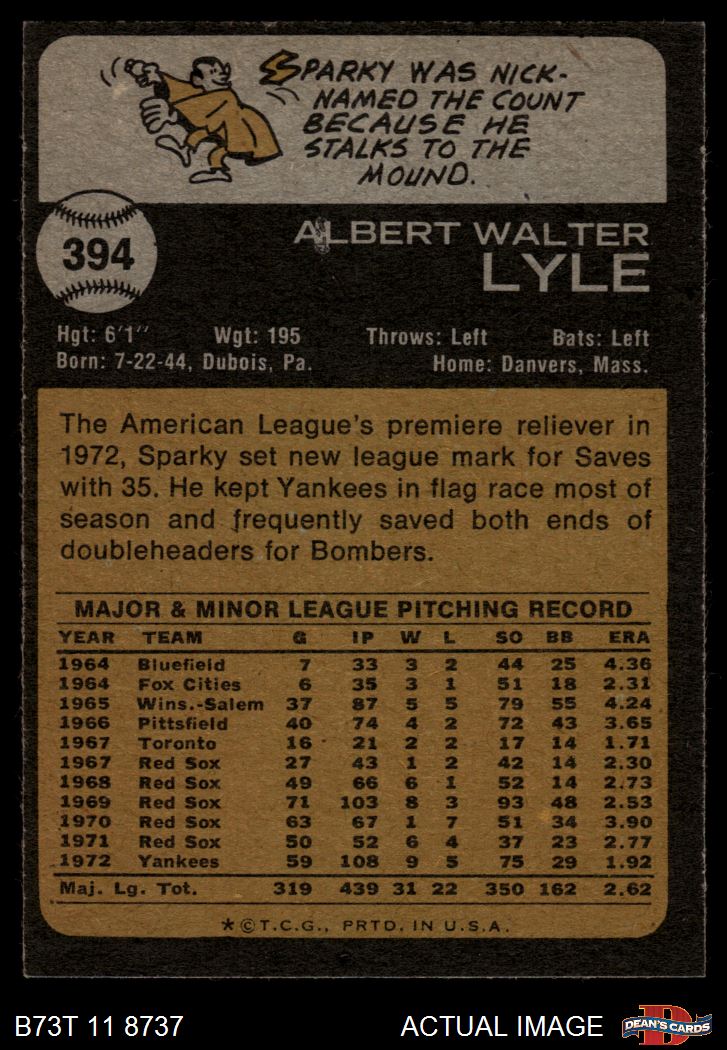 SPARKY WAS NICK-
NAMED THE COUNT
BECAUSE HE
STALKS TO THE
MOUND.
394
ALBERT WALTER
LYLE
Hgt: 6'1" Wgt: 195 Throws: Left Bats: Left
Born: 7-22-44, Dubois, Pa. Home: Danvers, Mass.
The American League's premiere reliever in
1972, Sparky set new league mark for Saves
with 35. He kept Yankees in flag race most of
season and frequently saved both ends of
doubleheaders for Bombers.
MAJOR & MINOR LEAGUE PITCHING RECORD
YEAR TEAM G IP W L SO BB ERA
1964 Bluefield 7 33 3 2 44 25 4.36
1964 Fox Cities 6 35 3 1 51 18 2.31
1965 Wins.-Salem 37 87 5 5 79 55 4.24
1966 Pittsfield 40 74 4 2 72 43 3.65
1967 Toronto 16 21 2 2 17 14 1.71
1967 Red Sox 27 43 1 2 42 14 2.30
1968 Red Sox 49 66 6 1 52 14 2.73
1969 Red Sox 71 103 8 3 93 48 2.53
1970 Red Sox 63 67 1 7 51 34 3.90
1971 Red Sox 50 52 6 4 37 23 2.77
1972 Yankees 59 108 9 5 75 29 1.92
Maj. Lg. Tot. 319 439 31 22 350 162 2.62
*©T.C.G., PRTD. IN U.S.A.
B73T 11 8737 ACTUAL IMAGE D DEAN'S CARDS